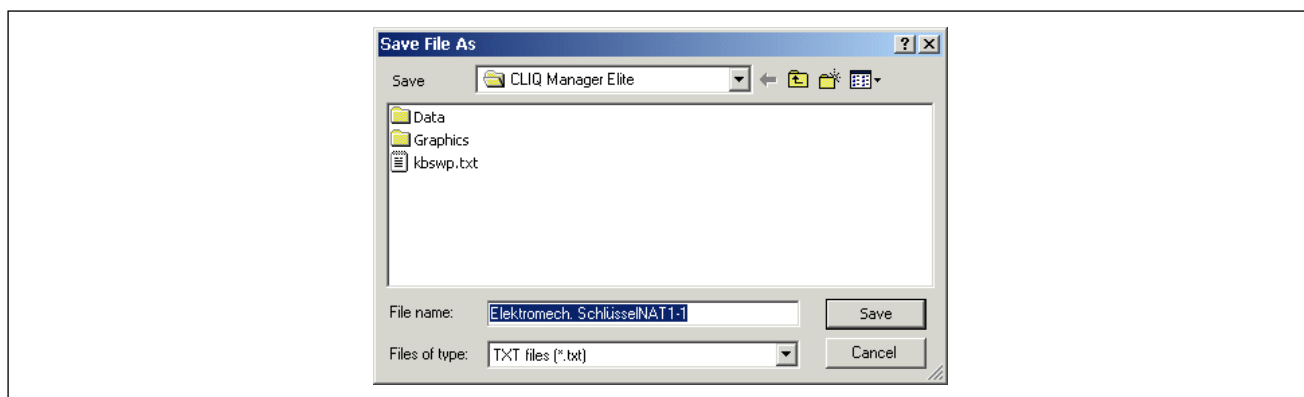 Save File As
Save CLIQ Manager Elite
Data
Graphics
kbswp.txt
File name: Elektromech. SchlüsselNAT1-1 Save
Files of type: TXT files (*.txt) Cancel